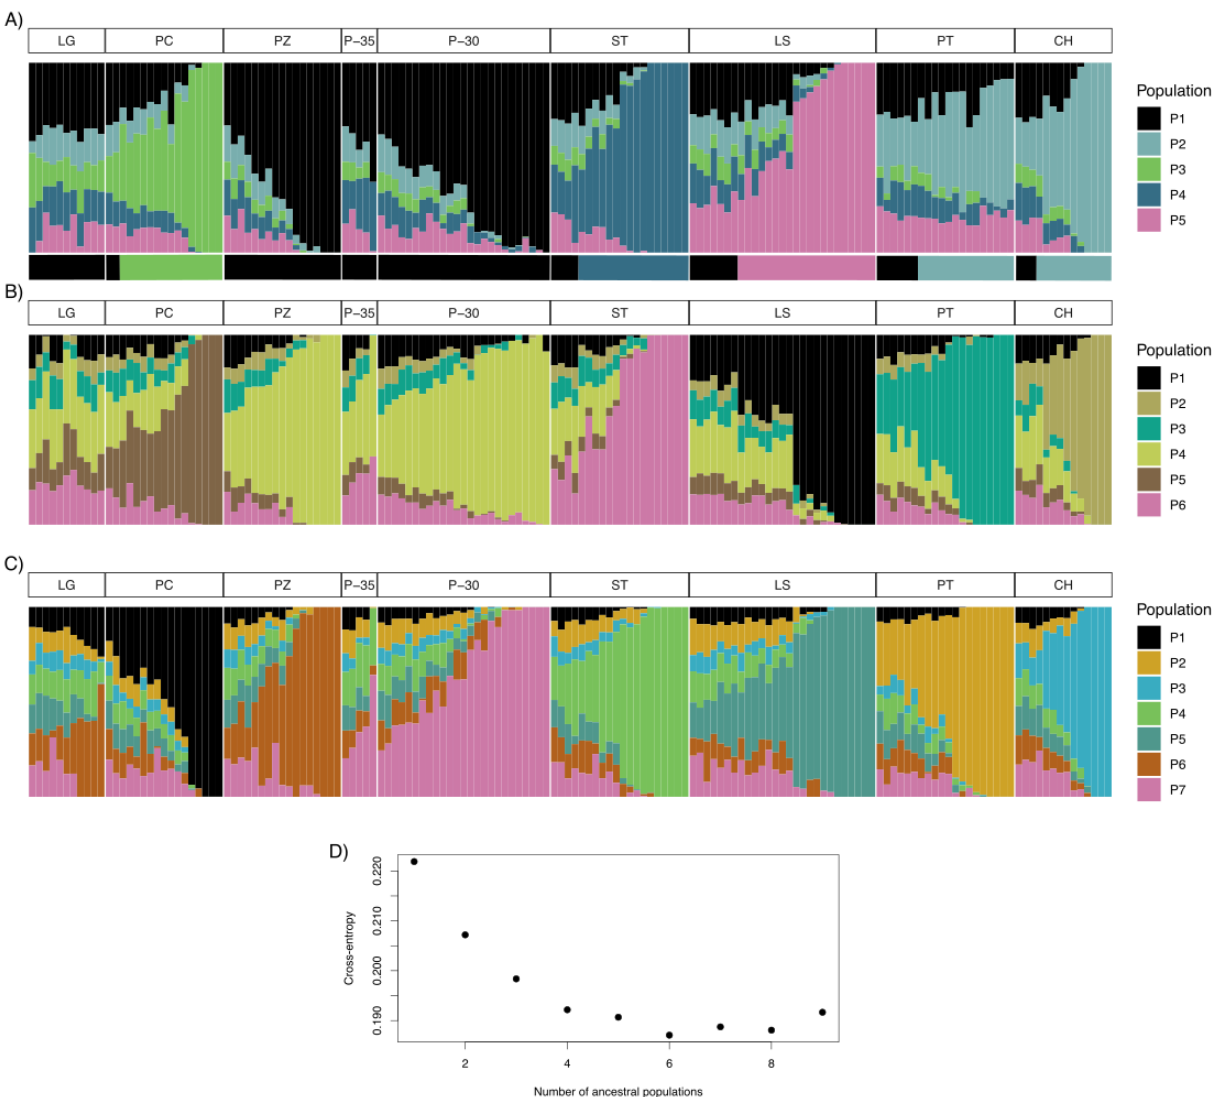 A)
LG PC PZ P-35 P-30 ST LS PT CH
Population
P1
P2
P3
P4
P5
B)
LG PC PZ P-35 P-30 ST LS PT CH
Population
P1
P2
P3
P4
P5
P6
C)
LG PC PZ P-35 P-30 ST LS PT CH
Population
P1
P2
P3
P4
P5
P6
P7
D)
Cross-entropy
0.220
0.210
0.200
0.190
2 4 6 8
Number of ancestral populations